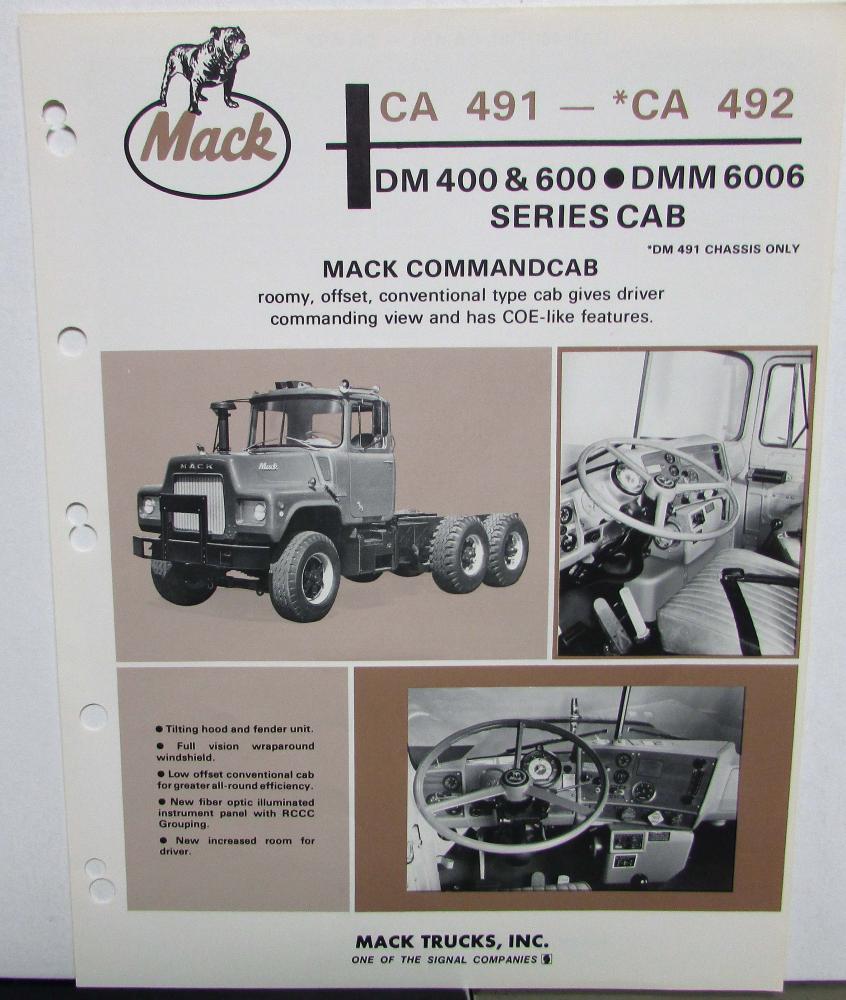 Mack
CA 491 — *CA 492
DM 400 & 600 ● DMM 6006
SERIES CAB
*DM 491 CHASSIS ONLY
MACK COMMANDCAB
roomy, offset, conventional type cab gives driver
commanding view and has COE-like features.
MACK
Mack
● Tilting hood and fender unit.
● Full vision wraparound
windshield.
● Low offset conventional cab
for greater all-round efficiency.
● New fiber optic illuminated
instrument panel with RCCC
Grouping.
● New increased room for
driver.
MACK TRUCKS, INC.
ONE OF THE SIGNAL COMPANIES